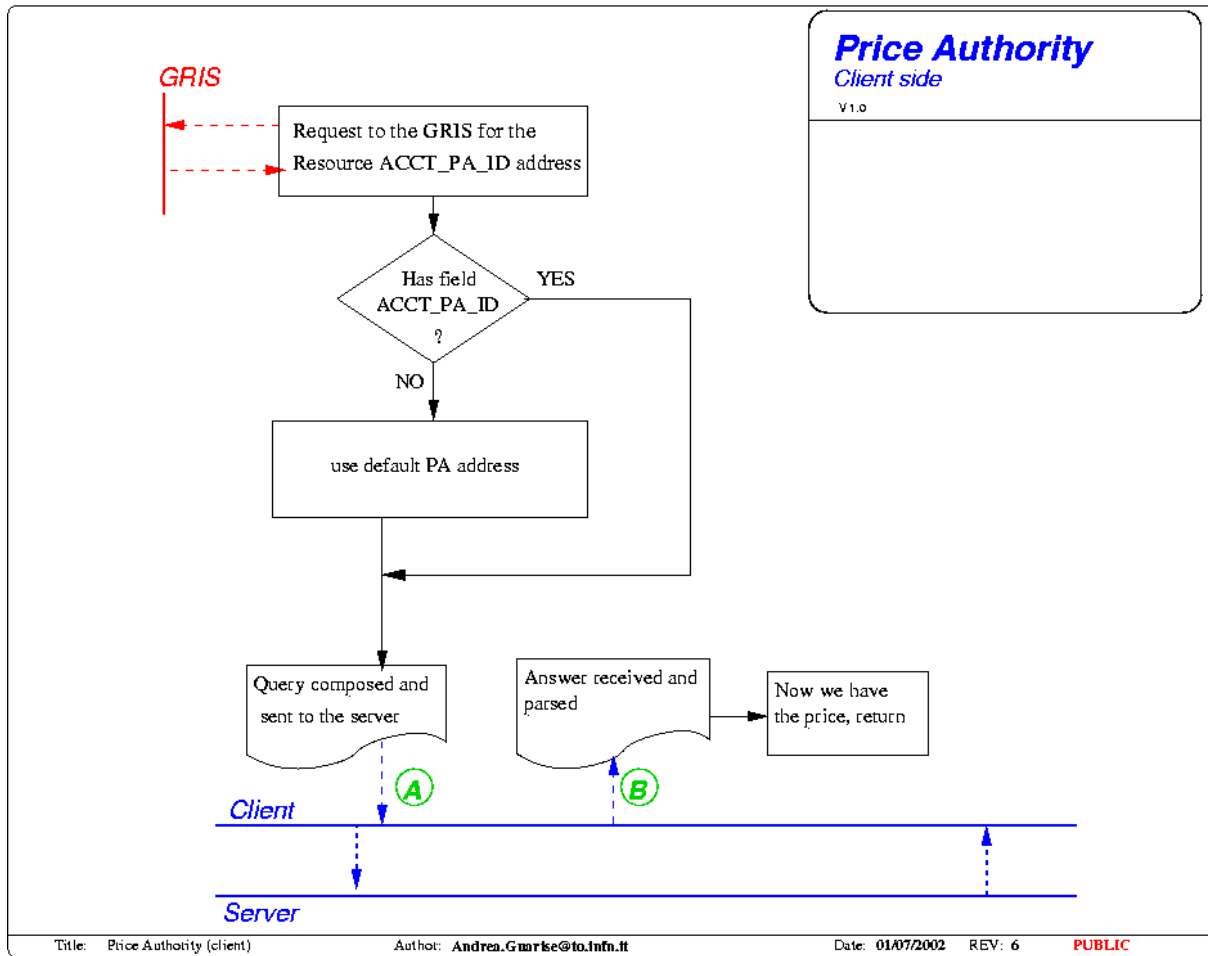 Price Authority
Client side
V 1.0
GRIS
Request to the GRIS for the
Resource ACCT_PA_ID address
Has field
ACCT_PA_ID
?
YES
NO
use default PA address
Query composed and
sent to the server
Answer received and
parsed
Now we have
the price, return
A
B
Client
Server
Title: Price Authority (client) Author: Andrea.Guarise@to.infn.it Date: 01/07/2002 REV: 6 PUBLIC